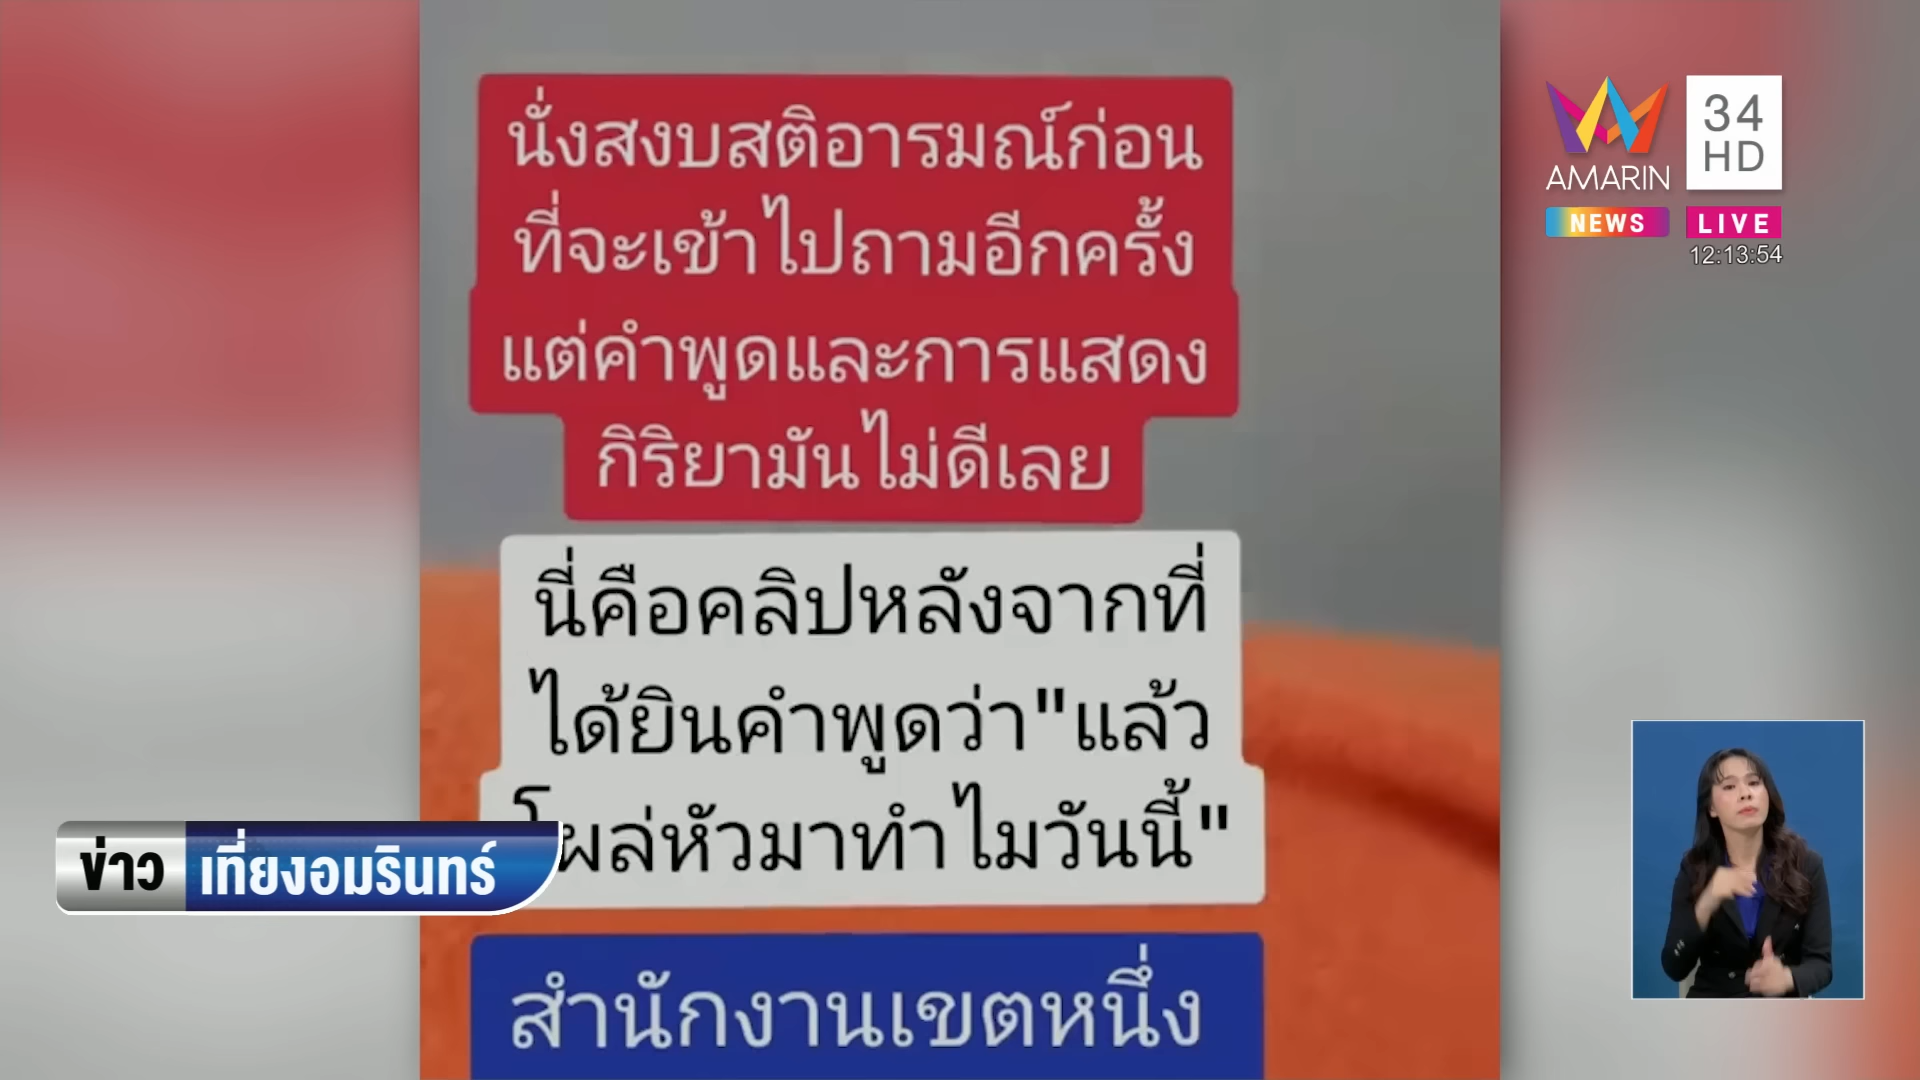 นั่งสงบสติอารมณ์ก่อน
ที่จะเข้าไปถามอีกครั้ง
แต่คำพูดและการแสดง
กิริยามันไม่ดีเลย
นี่คือคลิปหลังจากที่
ได้ยินคำพูดว่า"แล้ว
โผล่หัวมาทำไมวันนี้"
สำนักงานเขตหนึ่ง
ข่าว เที่ยงอมรินทร์
AMARIN
34
HD
NEWS
LIVE
12:13:54